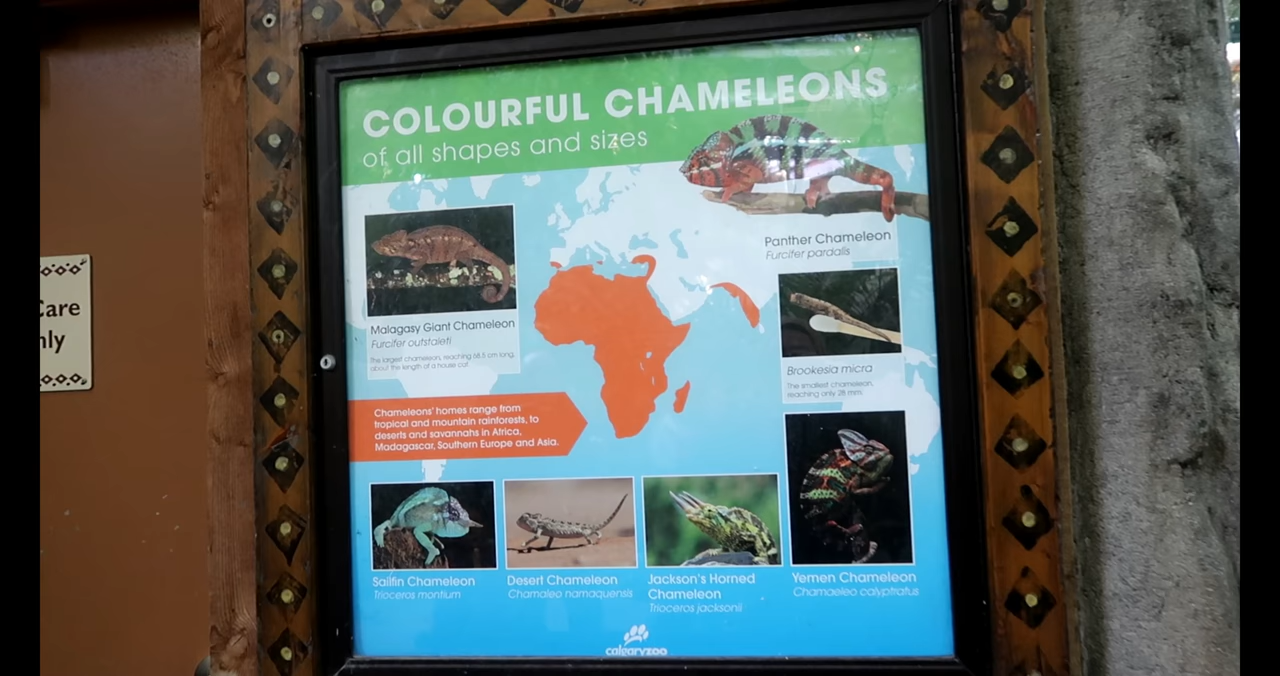 COLOURFUL CHAMELEONS
of all shapes and sizes
Care
nly
Malagasy Giant Chameleon
Furcifer outstaleti
The largest chameleon, reaching 68.5 cm long,
about the length of a house cat
Panther Chameleon
Furcifer pardalis
Brookesia micra
The smallest chameleon,
reaching only 28 mm
Chameleons' homes range from
tropical and mountain rainforests, to
deserts and savannahs in Africa,
Madagascar, Southern Europe and Asia.
Sailfin Chameleon
Trioceros montium
Desert Chameleon
Chamaleo namaquensis
Jackson's Horned
Chameleon
Trioceros jacksonii
Yemen Chameleon
Chamaeleo calyptratus
calgaryzoo